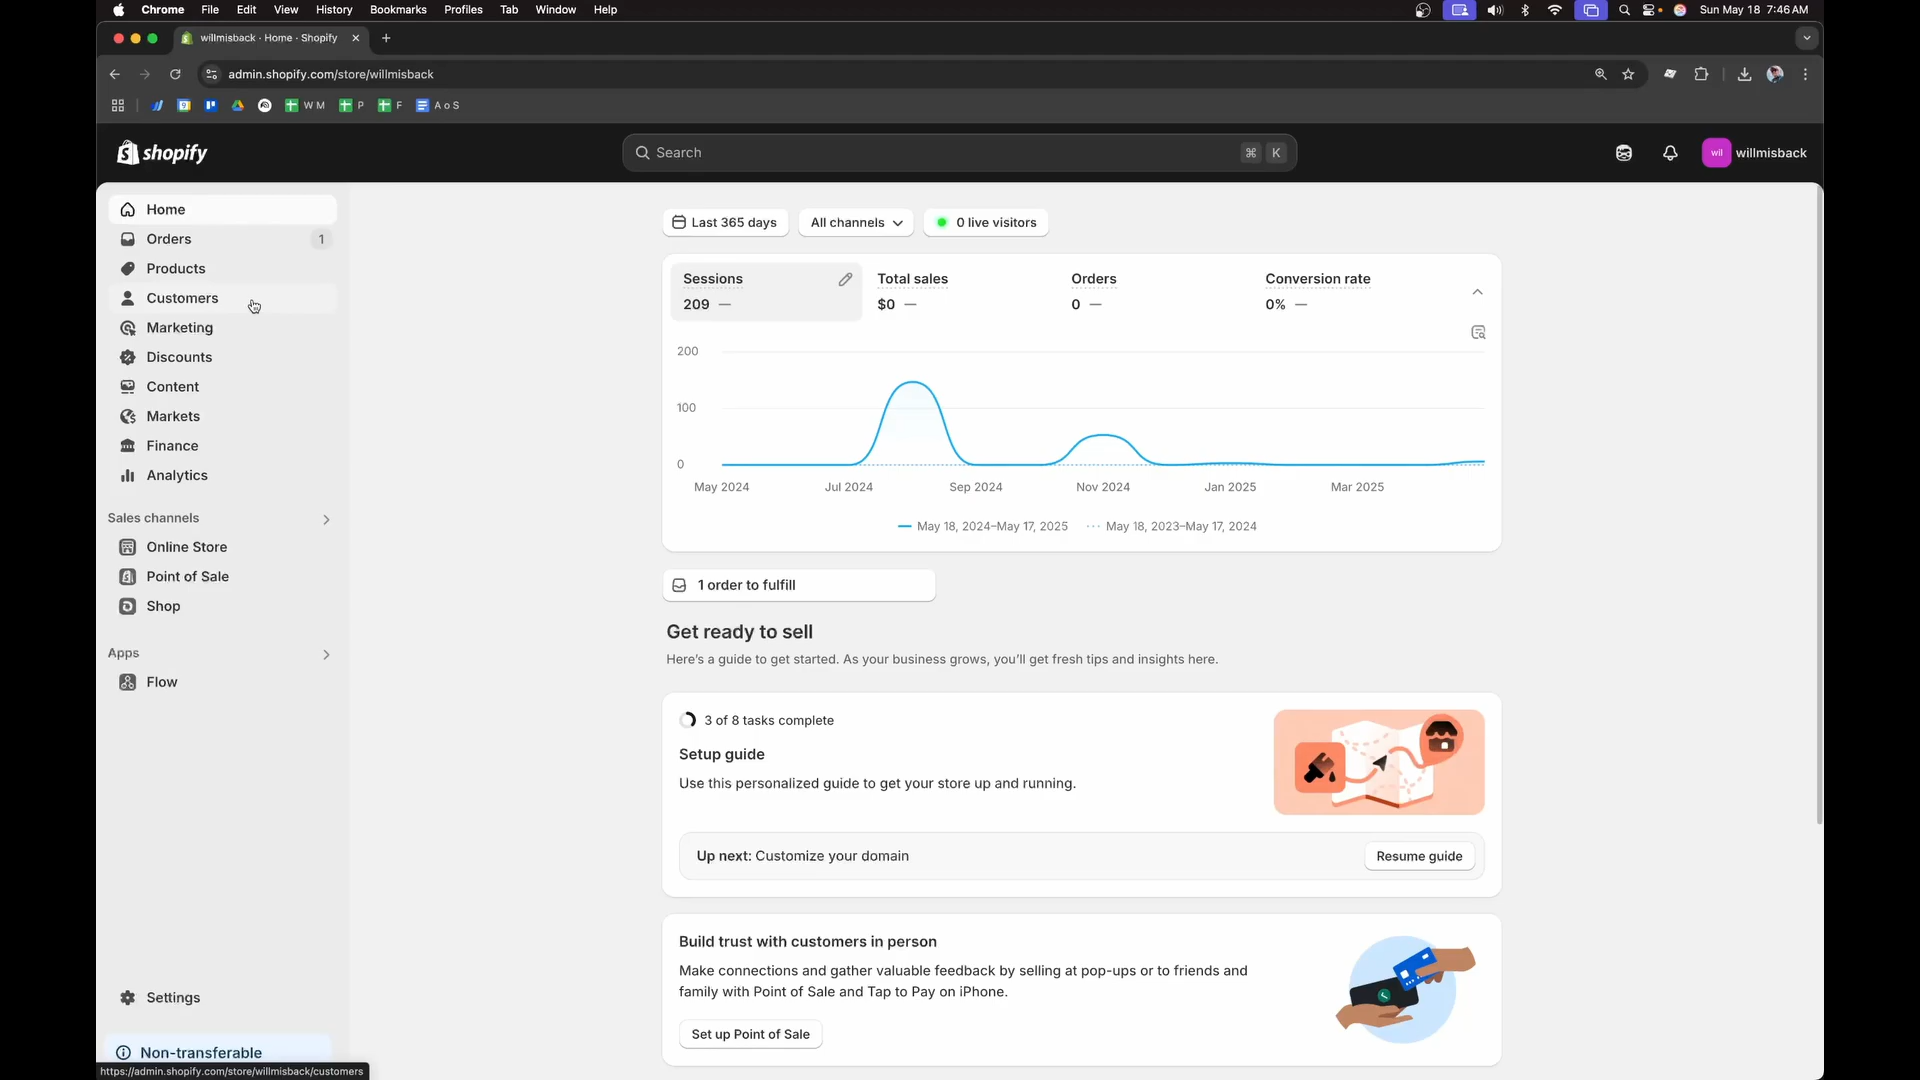 Chrome File Edit View History Bookmarks Profiles Tab Window Help
Sun May 18 7:46 AM
willmisback · Home · Shopify
admin.shopify.com/store/willmisback
W M P F A o S
shopify
Search
⌘ K
wil willmisback
Home
Orders 1
Products
Customers
Marketing
Discounts
Content
Markets
Finance
Analytics
Sales channels
Online Store
Point of Sale
Shop
Apps
Flow
Settings
Non-transferable
https://admin.shopify.com/store/willmisback/customers
Last 365 days All channels 0 live visitors
Sessions Total sales Orders Conversion rate
209 — $0 — 0 — 0% —
200
100
0
May 2024 Jul 2024 Sep 2024 Nov 2024 Jan 2025 Mar 2025
May 18, 2024–May 17, 2025 May 18, 2023–May 17, 2024
1 order to fulfill
Get ready to sell
Here's a guide to get started. As your business grows, you'll get fresh tips and insights here.
3 of 8 tasks complete
Setup guide
Use this personalized guide to get your store up and running.
Up next: Customize your domain Resume guide
Build trust with customers in person
Make connections and gather valuable feedback by selling at pop-ups or to friends and
family with Point of Sale and Tap to Pay on iPhone.
Set up Point of Sale